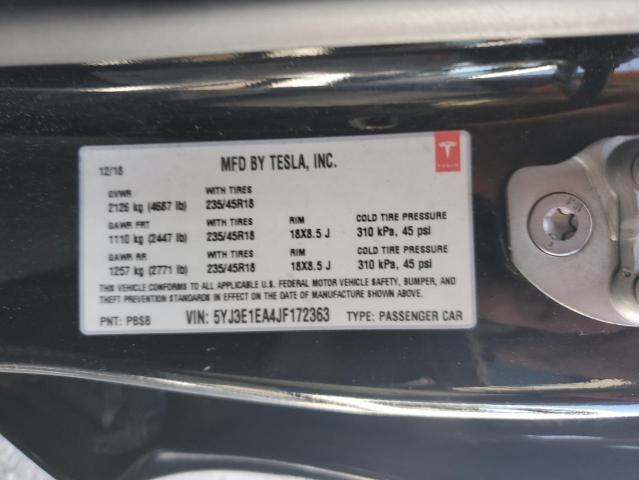 12/18 MFD BY TESLA, INC. TESLA
GVWR WITH TIRES
2126 kg (4687 lb) 235/45R18
GAWR FRT WITH TIRES RIM COLD TIRE PRESSURE
1110 kg (2447 lb) 235/45R18 18X8.5 J 310 kPa, 45 psi
GAWR RR WITH TIRES RIM COLD TIRE PRESSURE
1257 kg (2771 lb) 235/45R18 18X8.5 J 310 kPa, 45 psi
THIS VEHICLE CONFORMS TO ALL APPLICABLE U.S. FEDERAL MOTOR VEHICLE SAFETY, BUMPER, AND
THEFT PREVENTION STANDARDS IN EFFECT ON THE DATE OF MANUFACTURE SHOWN ABOVE.
PNT: PBSB VIN: 5YJ3E1EA4JF172363 TYPE: PASSENGER CAR